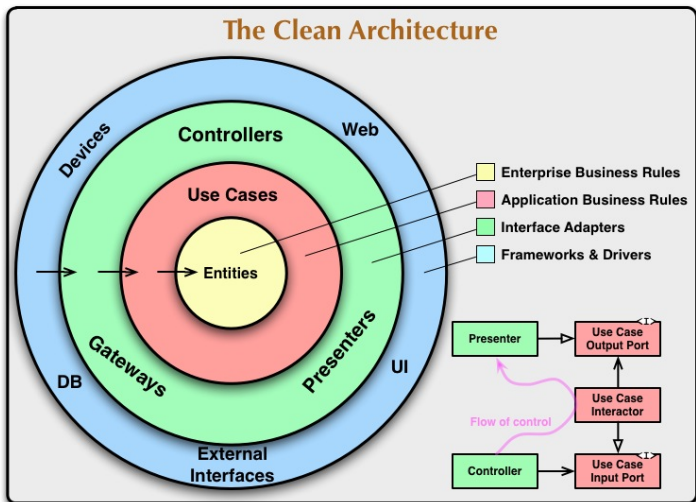 The Clean Architecture
Devices
Web
Controllers
Use Cases
Entities
Gateways
Presenters
DB
UI
External
Interfaces
Enterprise Business Rules
Application Business Rules
Interface Adapters
Frameworks & Drivers
Presenter
<I>
Use Case
Output Port
Use Case
Interactor
Flow of control
Controller
<I>
Use Case
Input Port